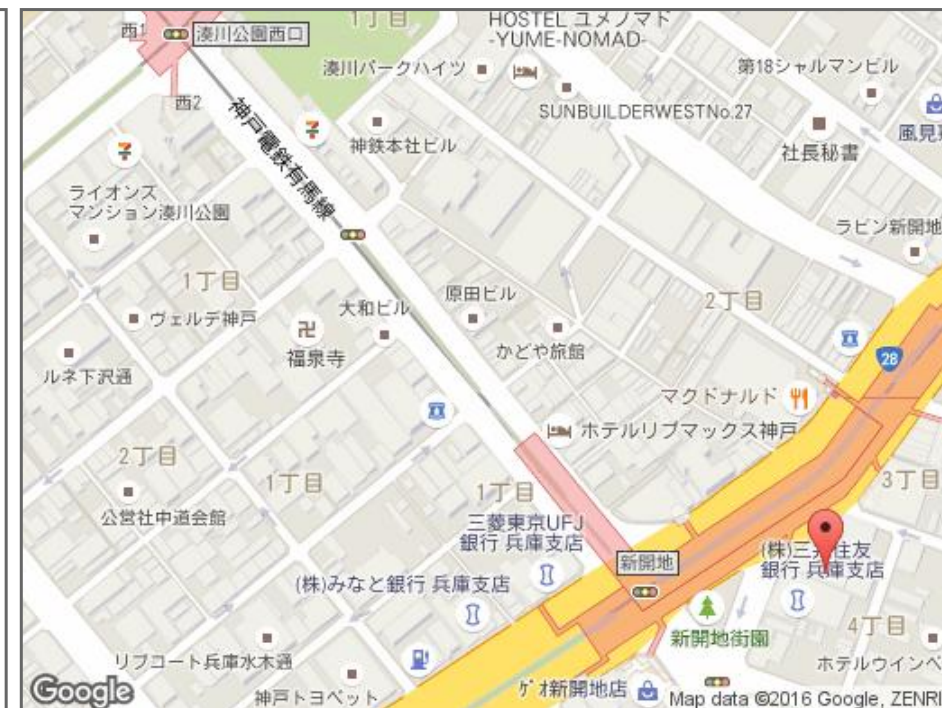 1丁目
HOSTEL ユメノマド
-YUME-NOMAD-
西1
湊川公園西口
湊川パークハイツ
第18シャルマンビル
西2
SUNBUILDERWESTNo.27
神戸電鉄有馬線
神鉄本社ビル
社長秘書
風見
ライオンズ
マンション湊川公園
ラビン新開地
1丁目
大和ビル
原田ビル
2丁目
ヴェルデ神戸
福泉寺
かどや旅館
28
ルネ下沢通
マクドナルド
ホテルリブマックス神戸
2丁目
1丁目
1丁目
3丁目
公営社中道会館
三菱東京UFJ
銀行 兵庫支店
(株)三井住友
銀行 兵庫支店
新開地
(株)みなと銀行 兵庫支店
新開地街園
4丁目
リブコート兵庫水木通
ホテルウインベ
神戸トヨペット
ゲオ新開地店
Google
Map data ©2016 Google, ZENRI